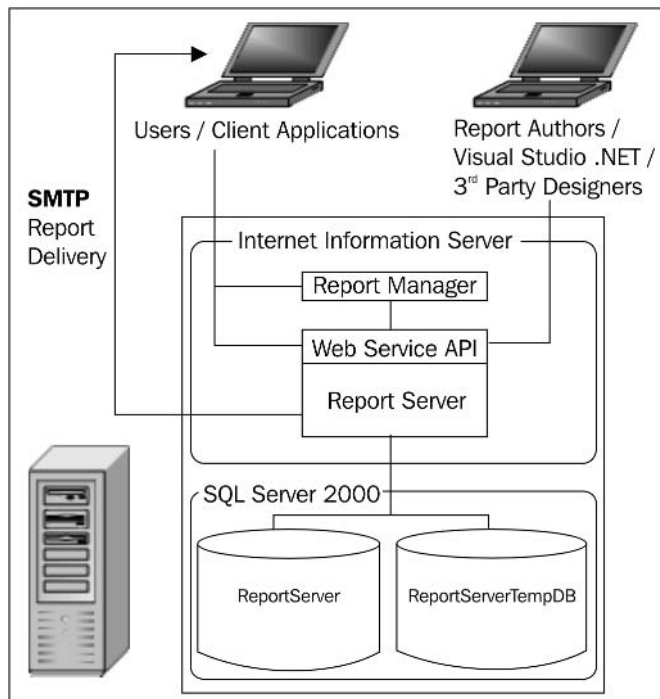 Users / Client Applications
Report Authors /
Visual Studio .NET /
3rd Party Designers
SMTP
Report
Delivery
Internet Information Server
Report Manager
Web Service API
Report Server
SQL Server 2000
ReportServer
ReportServerTempDB